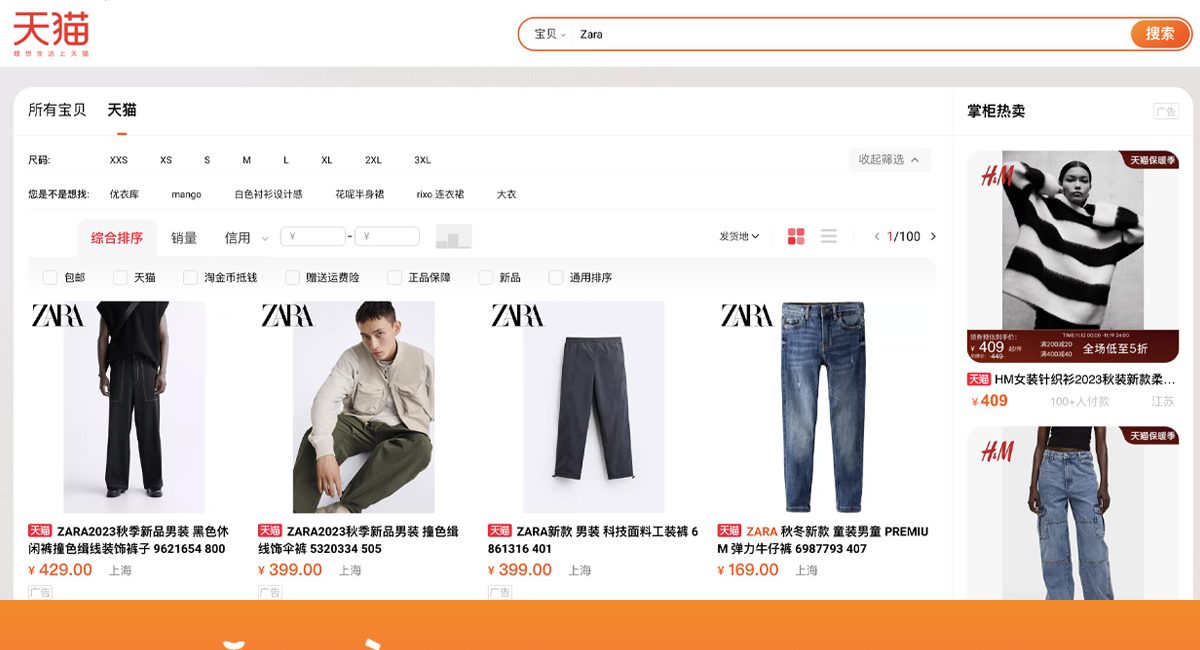 天猫
理想生活上天猫
宝贝 Zara 搜索
所有宝贝 天猫
尺码: XXS XS S M L XL 2XL 3XL 收起筛选
您是不是想找: 优衣库 mango 白色衬衫设计感 花呢半身裙 rixo 连衣裙 大衣
综合排序 销量 信用 ¥ - ¥ 发货地 1/100
包邮 天猫 淘金币抵钱 赠送运费险 正品保障 新品 通用排序
ZARA
天猫 ZARA2023秋季新品男装 黑色休
闲裤撞色缉线装饰裤子 9621654 800
¥ 429.00 上海
广告
ZARA
天猫 ZARA2023秋季新品男装 撞色缉
线饰伞裤 5320334 505
¥ 399.00 上海
广告
ZARA
天猫 ZARA新款 男装 科技面料工装裤 6
861316 401
¥ 399.00 上海
广告
ZARA
天猫 ZARA 秋冬新款 童装男童 PREMIU
M 弹力牛仔裤 6987793 407
¥ 169.00 上海
掌柜热卖 广告
天猫保暖季
H&M
¥ 409
449
满200减20
满400减40
全场低至5折
天猫 HM女装针织衫2023秋装新款柔...
¥ 409 100+人付款 江苏
天猫保暖季
H&M